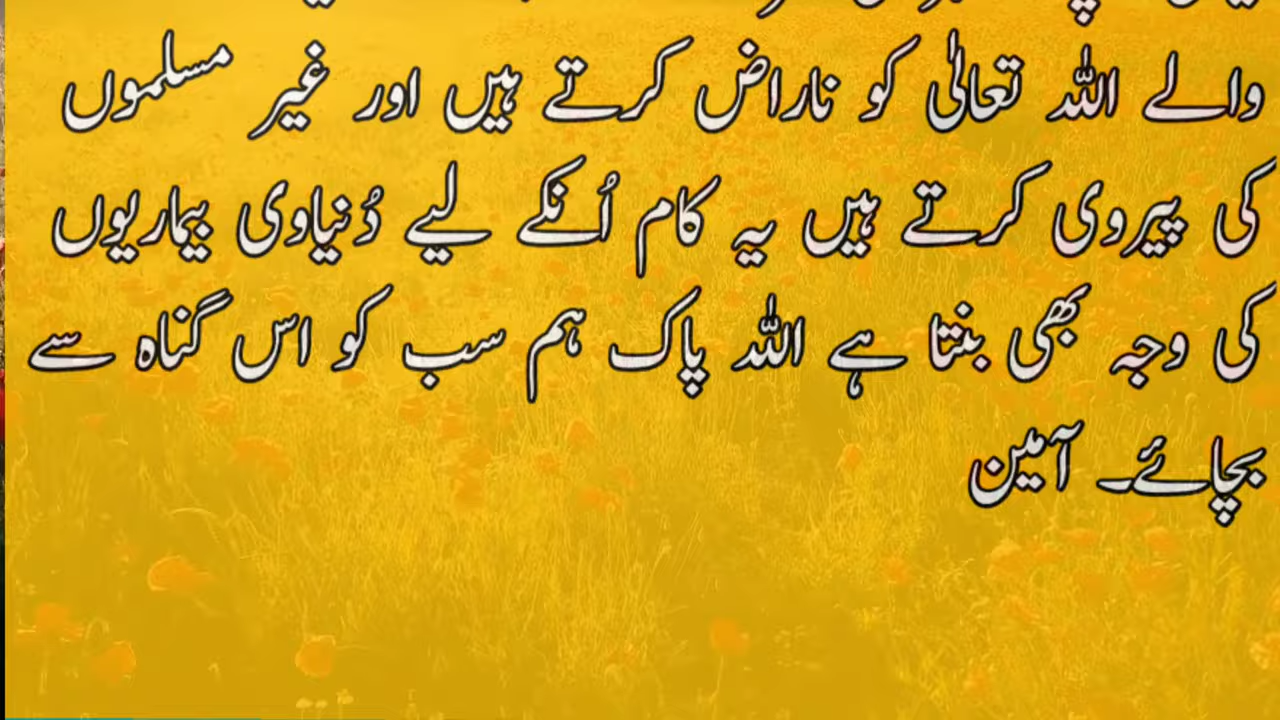 والے اللہ تعالیٰ کو ناراض کرتے ہیں اور غیر مسلموں
کی پیروی کرتے ہیں یہ کام اُنکے لیے دُنیاوی بیماریوں
کی وجہ بھی بنتا ہے اللہ پاک ہم سب کو اس گناہ سے
بچائے۔ آمین